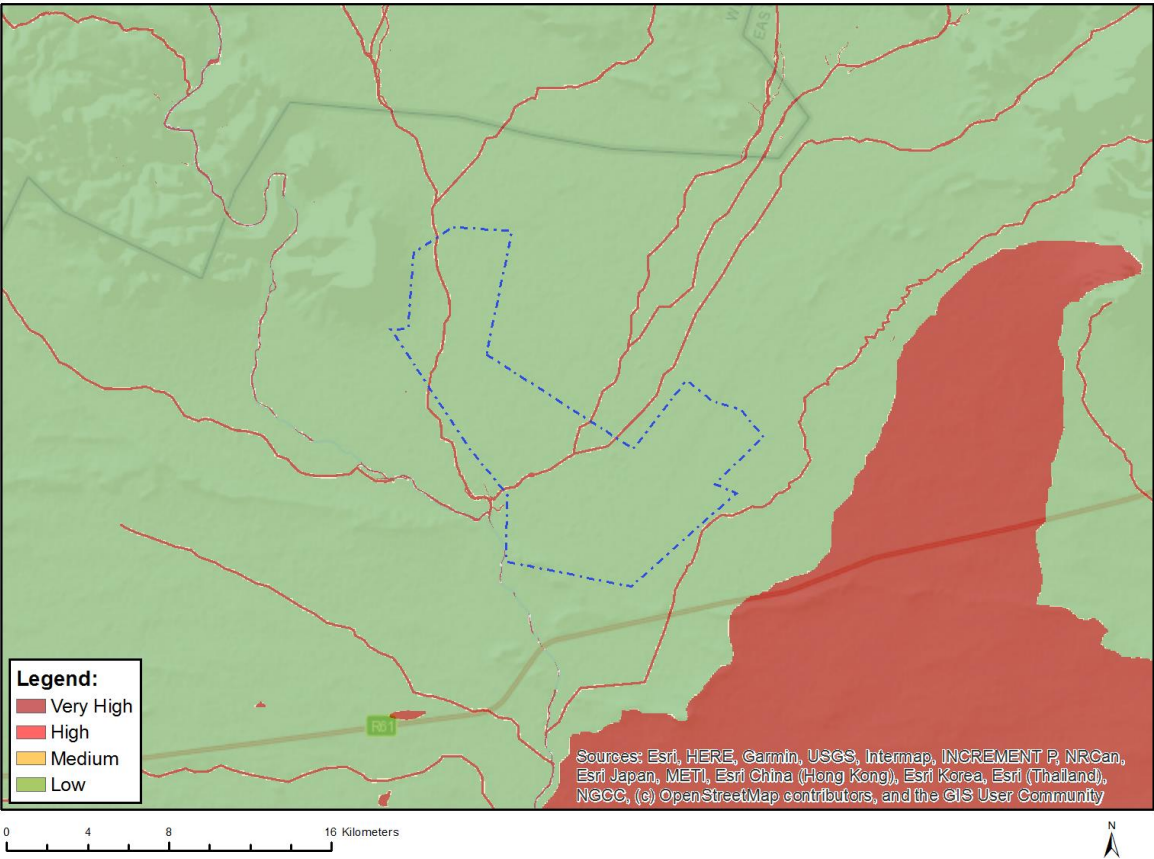 W
EAS
Legend:
Very High
High
Medium
Low
R61
Sources: Esri, HERE, Garmin, USGS, Intermap, INCREMENT P, NRCan,
Esri Japan, METI, Esri China (Hong Kong), Esri Korea, Esri (Thailand),
NGCC, (c) OpenStreetMap contributors, and the GIS User Community
0 4 8 16 Kilometers
N